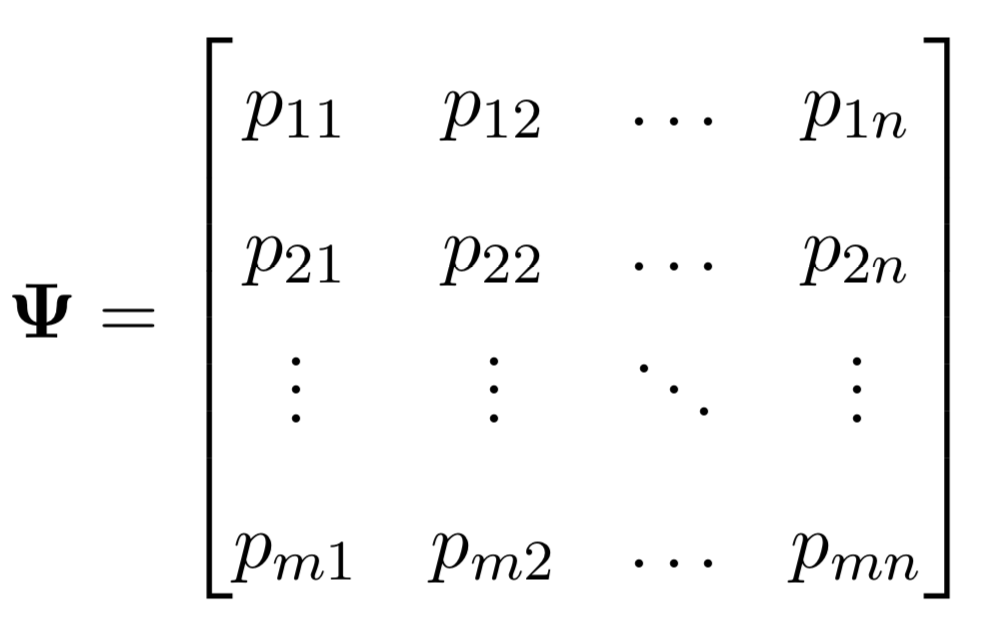 p₁₁ p₁₂ ⋯ p₁ₙ
p₂₁ p₂₂ ⋯ p₂ₙ
𝚿 =
⋮ ⋮ ⋱ ⋮
pₘ₁ pₘ₂ ⋯ pₘₙ